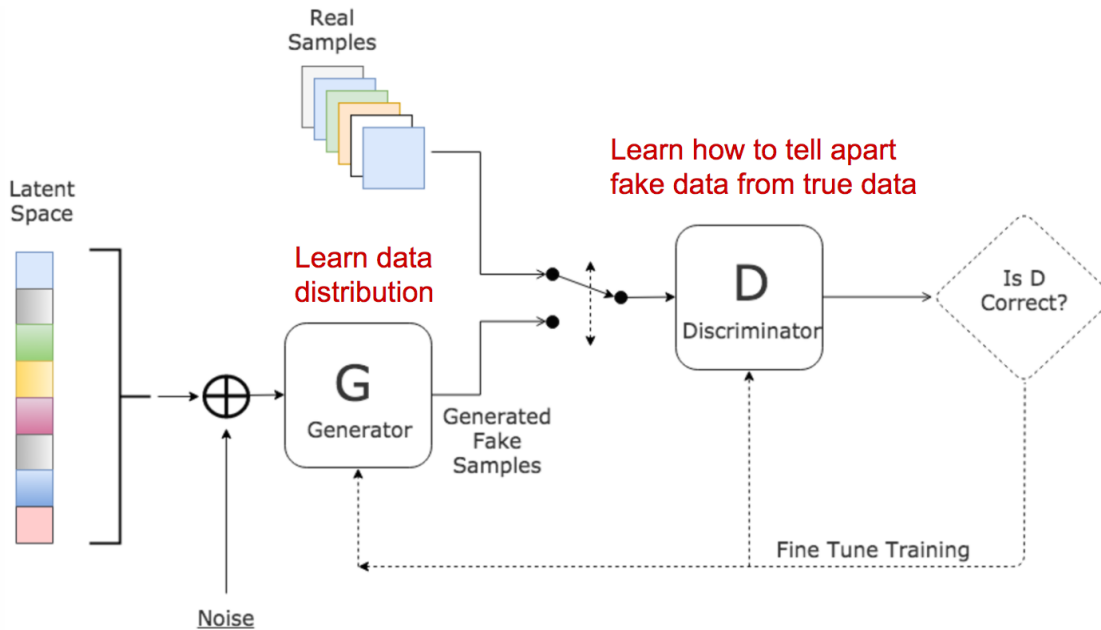 Real
Samples
Learn how to tell apart
fake data from true data
Latent
Space
Learn data
distribution
G
Generator
Generated
Fake
Samples
D
Discriminator
Is D
Correct?
Fine Tune Training
Noise